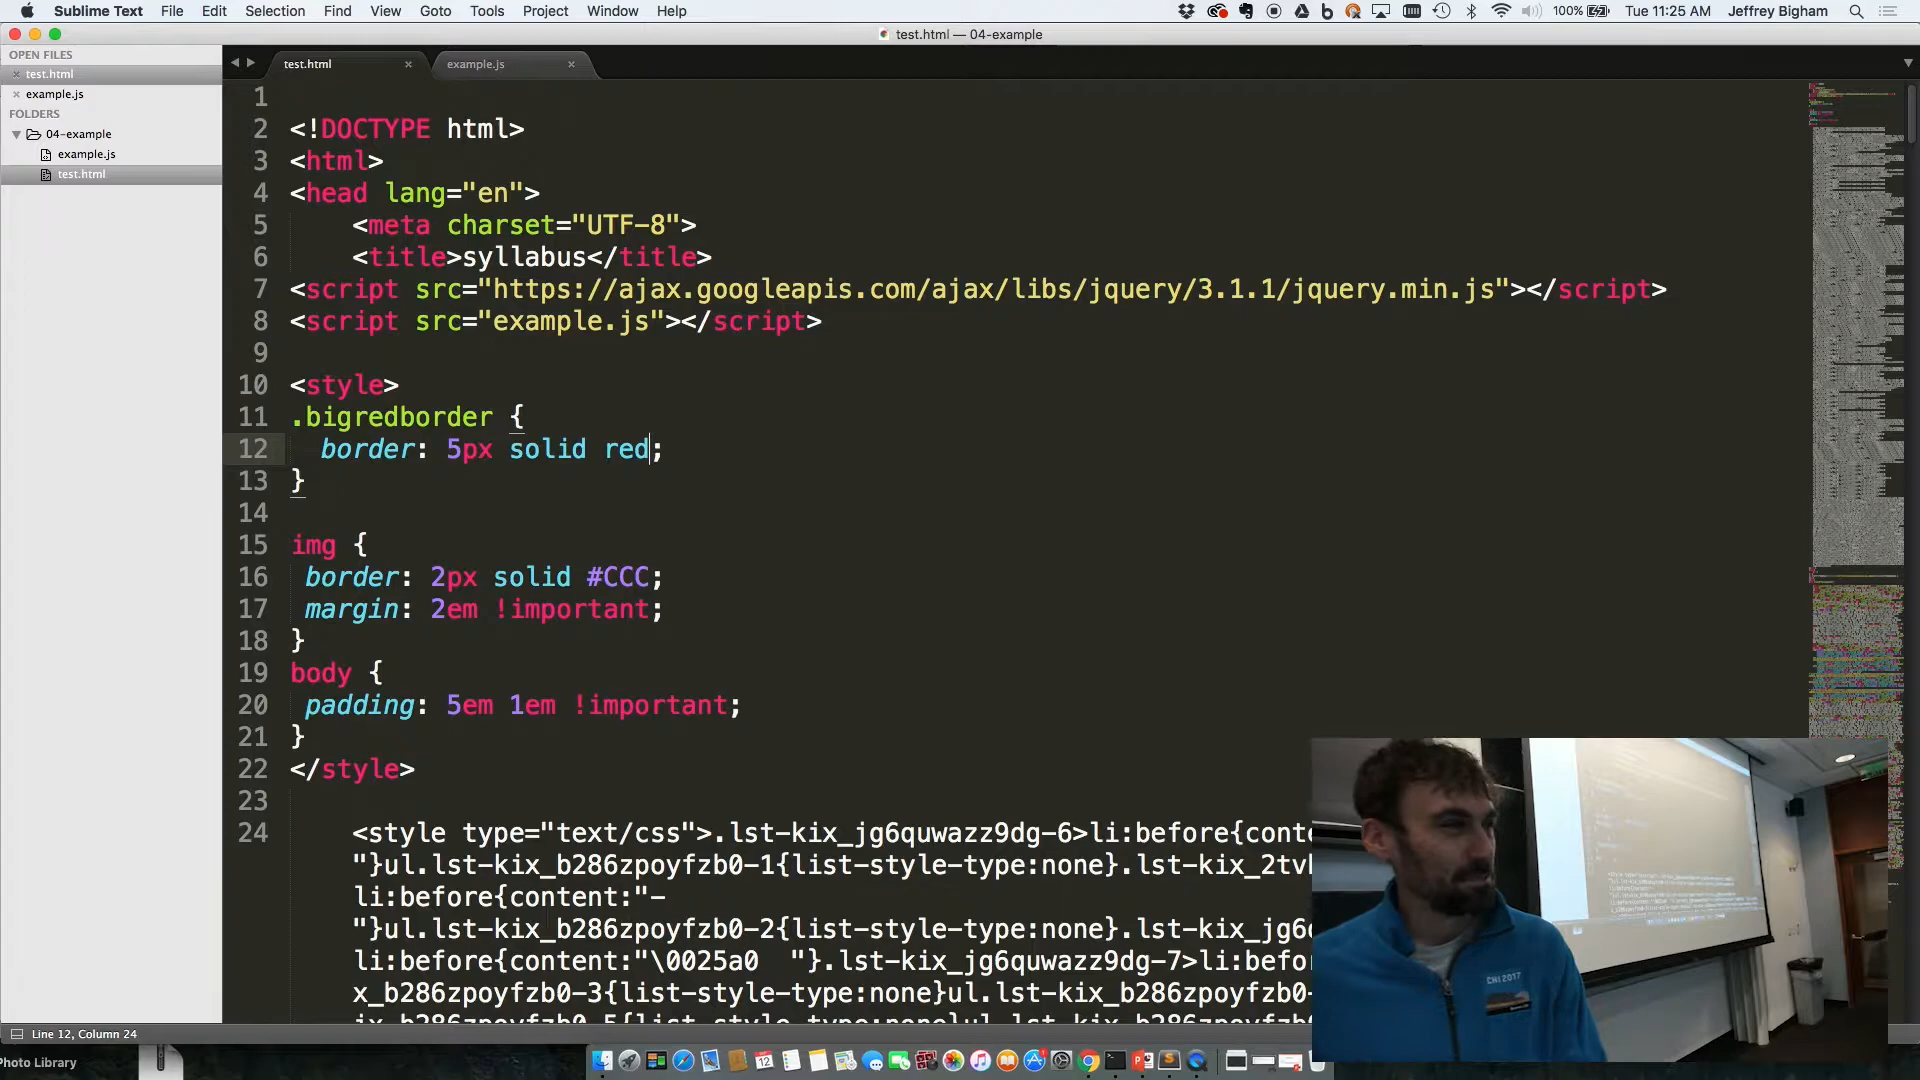 Sublime Text File Edit Selection Find View Goto Tools Project Window Help 100% Tue 11:25 AM Jeffrey Bigham
test.html — 04-example
OPEN FILES
test.html
example.js
FOLDERS
04-example
example.js
test.html
test.html example.js
1
2 <!DOCTYPE html>
3 <html>
4 <head lang="en">
5 <meta charset="UTF-8">
6 <title>syllabus</title>
7 <script src="https://ajax.googleapis.com/ajax/libs/jquery/3.1.1/jquery.min.js"></script>
8 <script src="example.js"></script>
9
10 <style>
11 .bigredborder {
12 border: 5px solid red;
13 }
14
15 img {
16 border: 2px solid #CCC;
17 margin: 2em !important;
18 }
19 body {
20 padding: 5em 1em !important;
21 }
22 </style>
23
24 <style type="text/css">.lst-kix_jg6quwazz9dg-6>li:before{conte
"}ul.lst-kix_b286zpoyfzb0-1{list-style-type:none}.lst-kix_2tvl
li:before{content:"-
"}ul.lst-kix_b286zpoyfzb0-2{list-style-type:none}.lst-kix_jg6q
li:before{content:"\0025a0 "}.lst-kix_jg6quwazz9dg-7>li:befo
x_b286zpoyfzb0-3{list-style-type:none}ul.lst-kix_b286zpoyfzb0-
CHI 2017
Line 12, Column 24
Photo Library